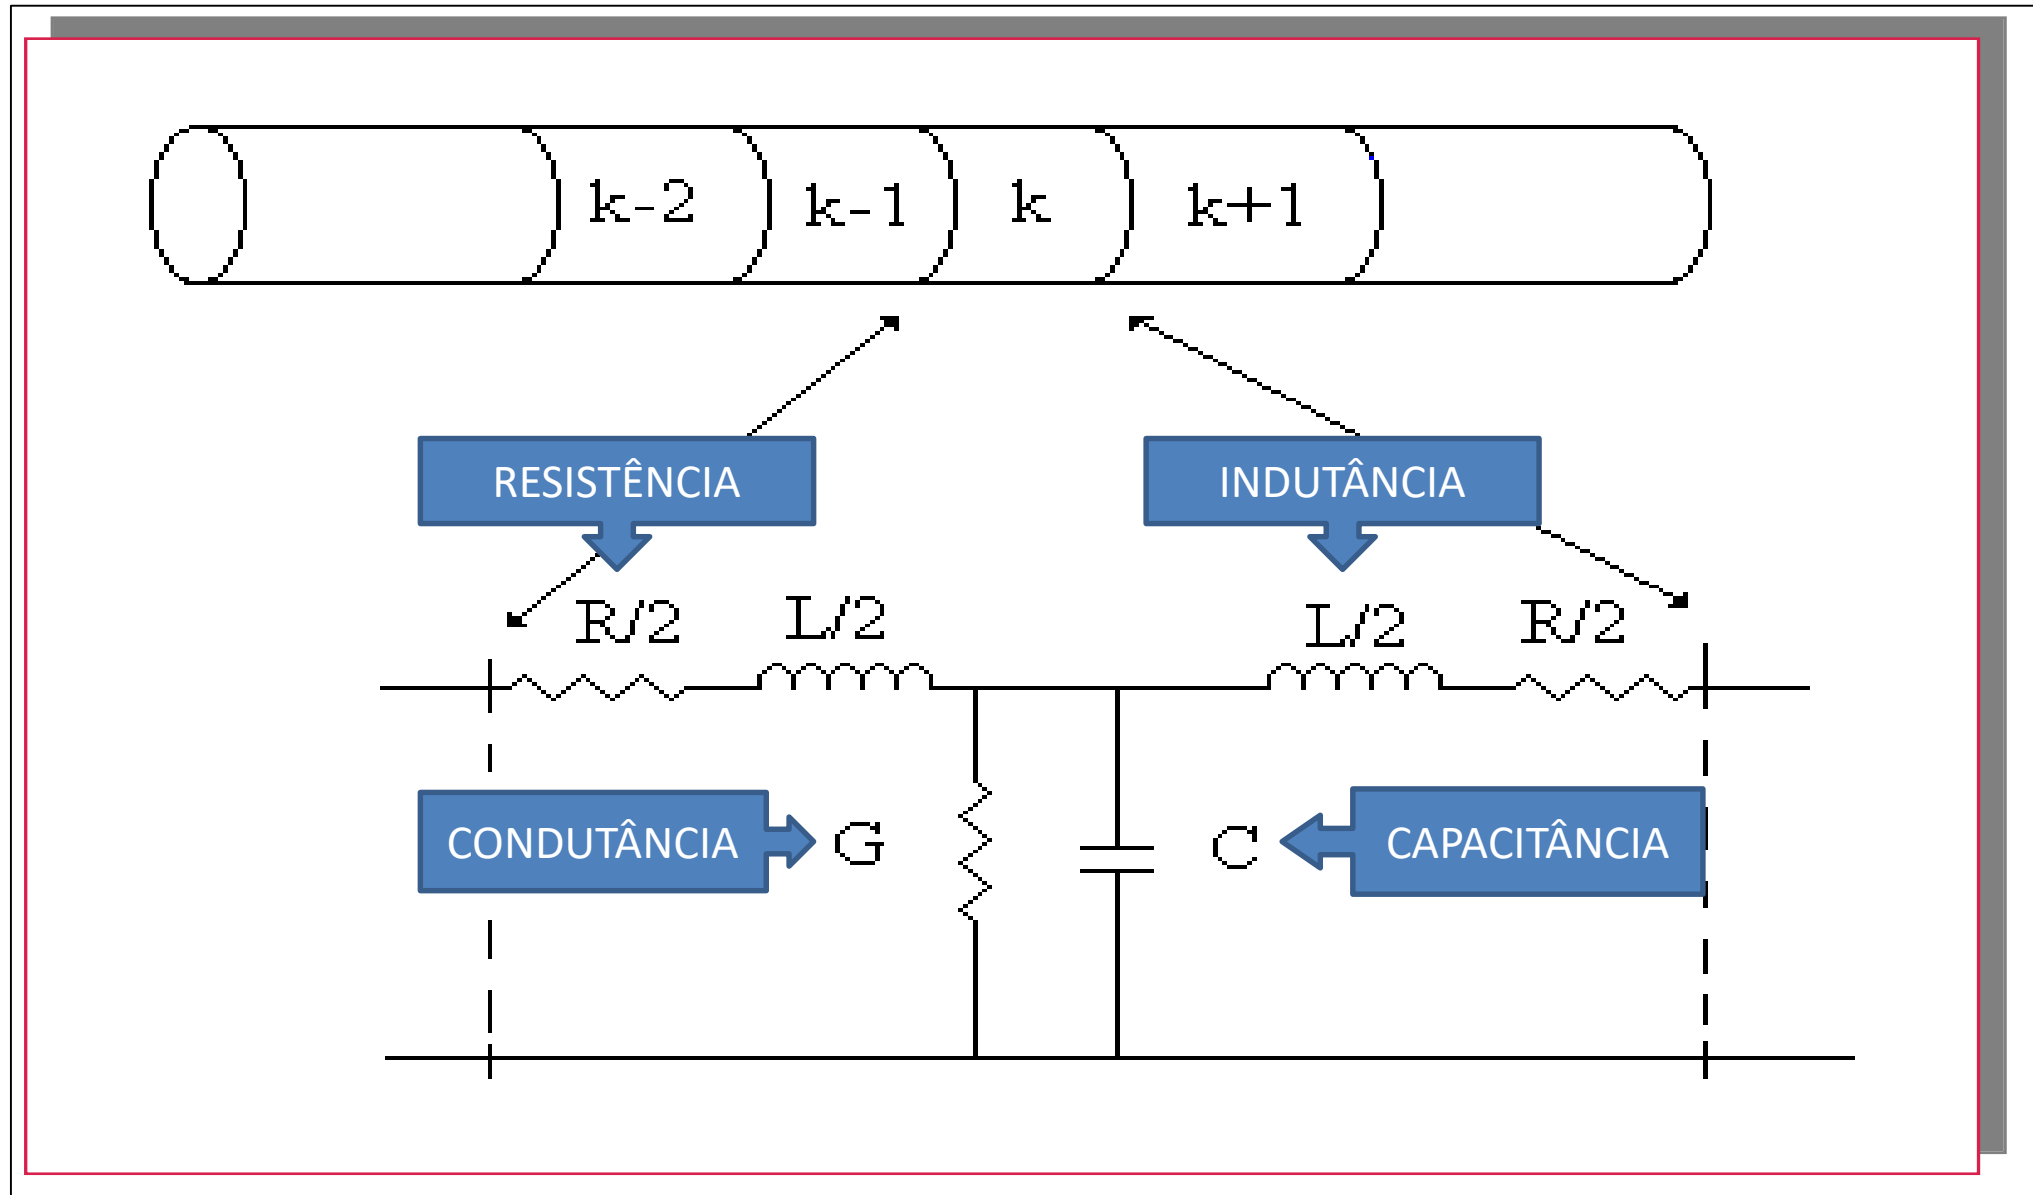 k-2 k-1 k k+1
RESISTÊNCIA INDUTÂNCIA
R/2 L/2 L/2 R/2
CONDUTÂNCIA G C CAPACITÂNCIA